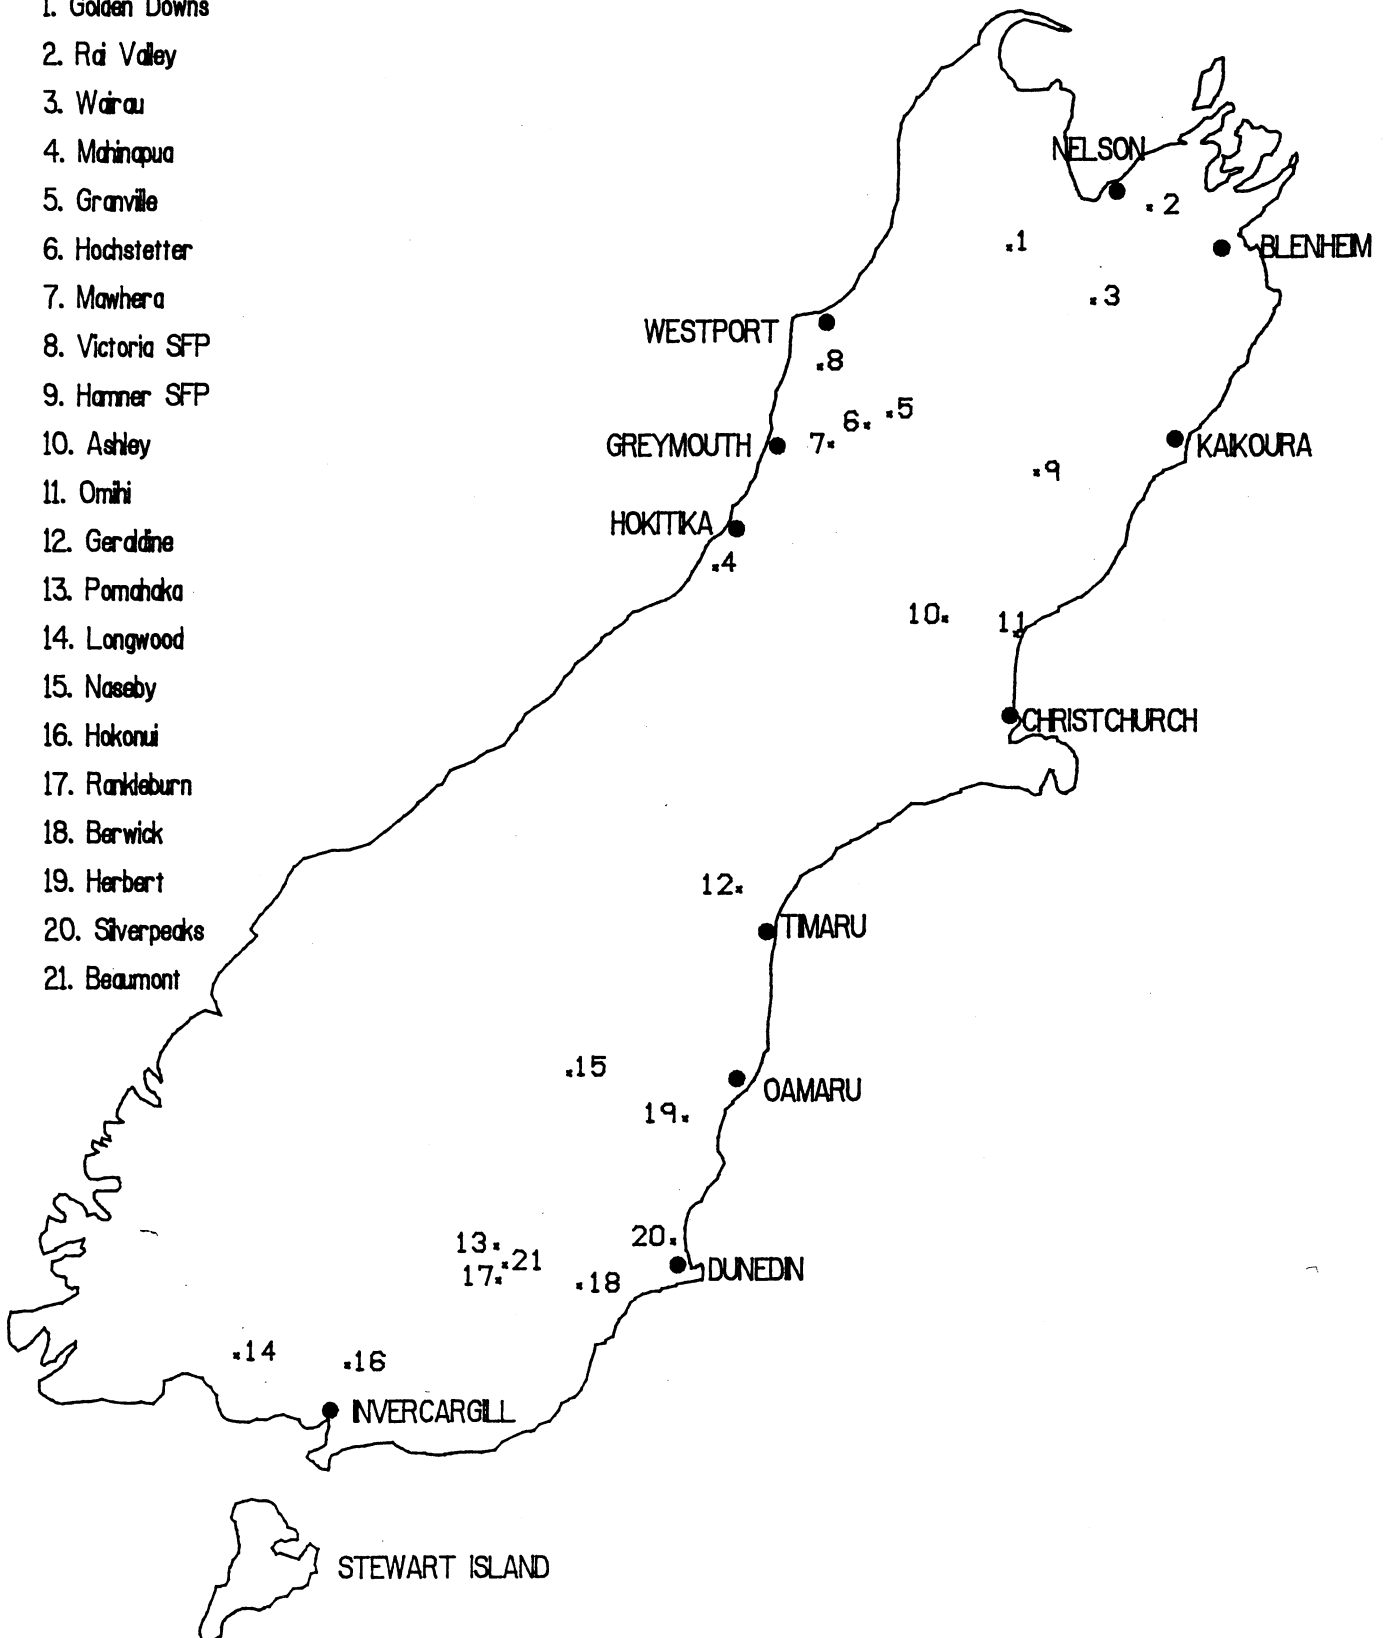 1. Golden Downs
2. Rai Valley
3. Wairau
4. Mahinapua
5. Granville
6. Hochstetter
7. Mawhera
8. Victoria SFP
9. Hamner SFP
10. Ashley
11. Omihi
12. Geraldine
13. Pomahaka
14. Longwood
15. Naseby
16. Hokonui
17. Rankleburn
18. Berwick
19. Herbert
20. Silverpeaks
21. Beaumont
NELSON
2
1
BLENHEIM
3
WESTPORT
8
5
6
GREYMOUTH
7
KAIKOURA
9
HOKITIKA
4
10
11
CHRISTCHURCH
12
TIMARU
15
OAMARU
19
20
13
21
DUNEDIN
17
18
14
16
INVERCARGILL
STEWART ISLAND